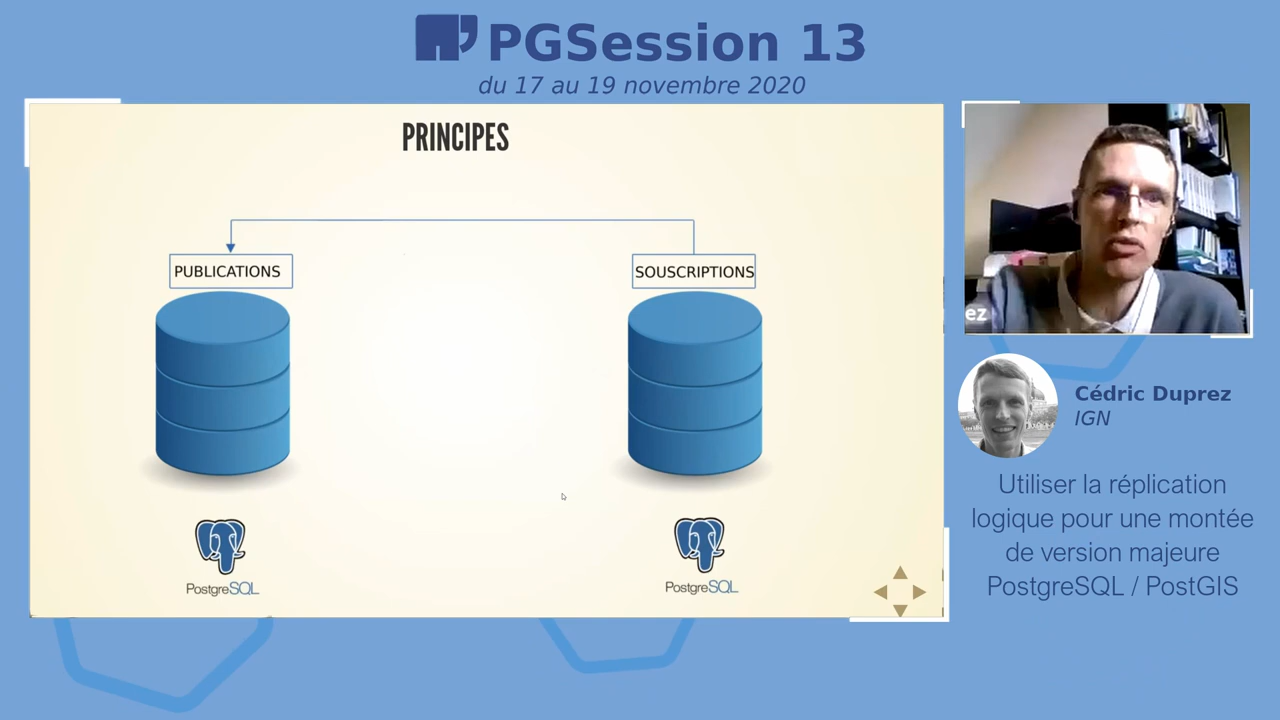 PGSession 13
du 17 au 19 novembre 2020
PRINCIPES
PUBLICATIONS
SOUSCRIPTIONS
PostgreSQL
PostgreSQL
ez
Cédric Duprez
IGN
Utiliser la réplication
logique pour une montée
de version majeure
PostgreSQL / PostGIS